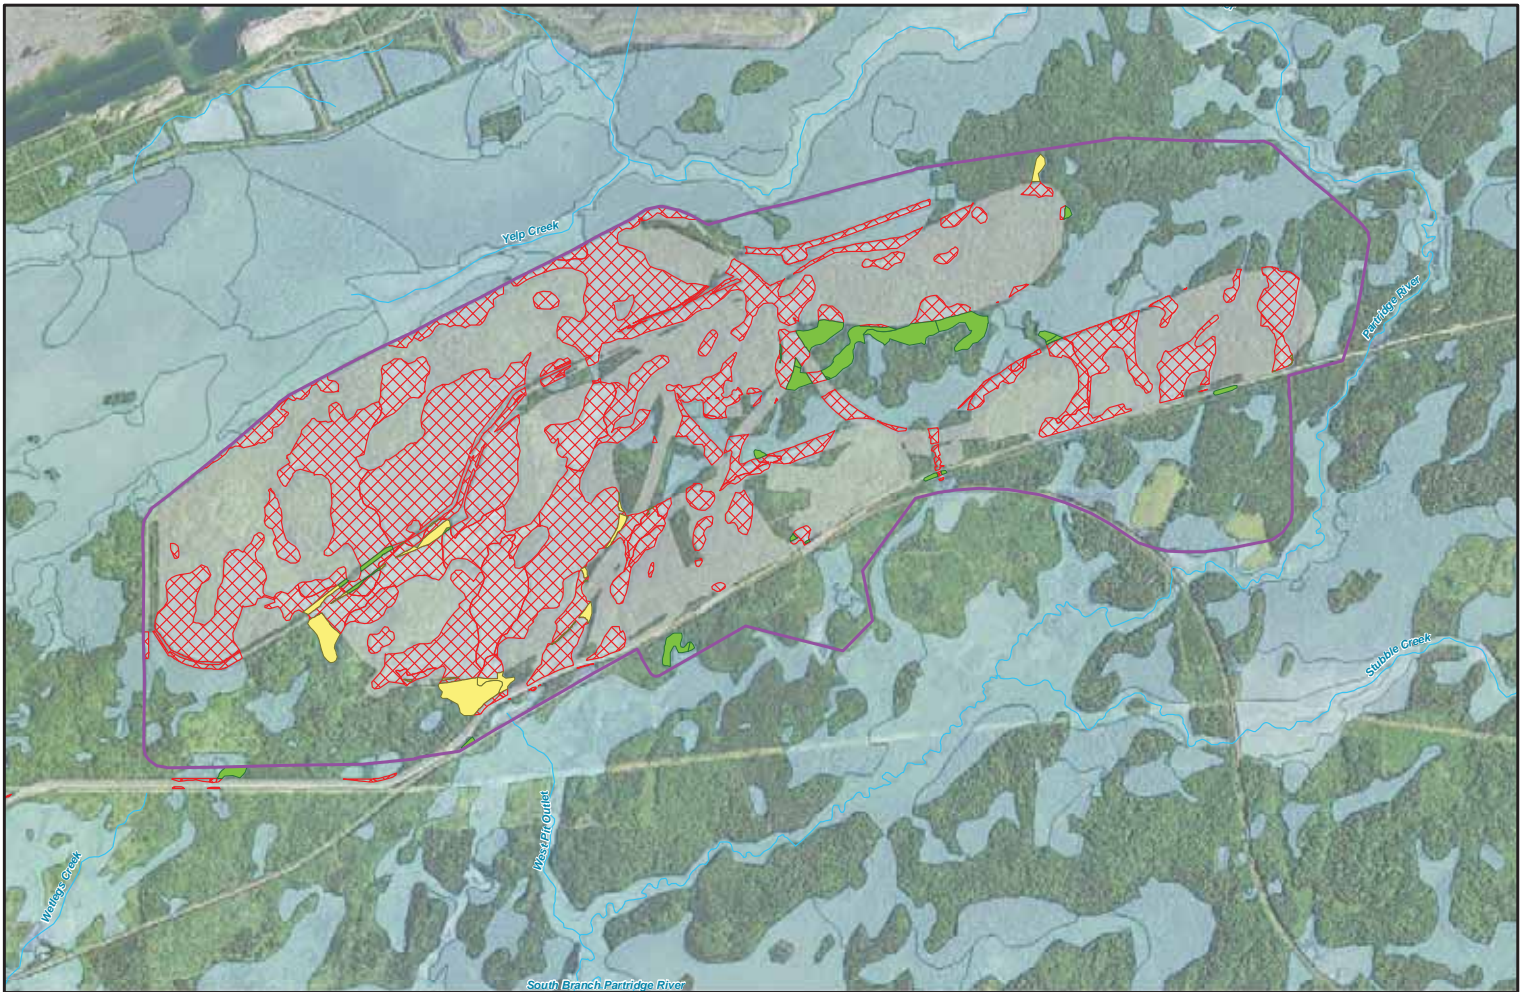 Yelp Creek
Partridge River
Stubble Creek
West Pit Outlet
Wetlegs Creek
South Branch Partridge River